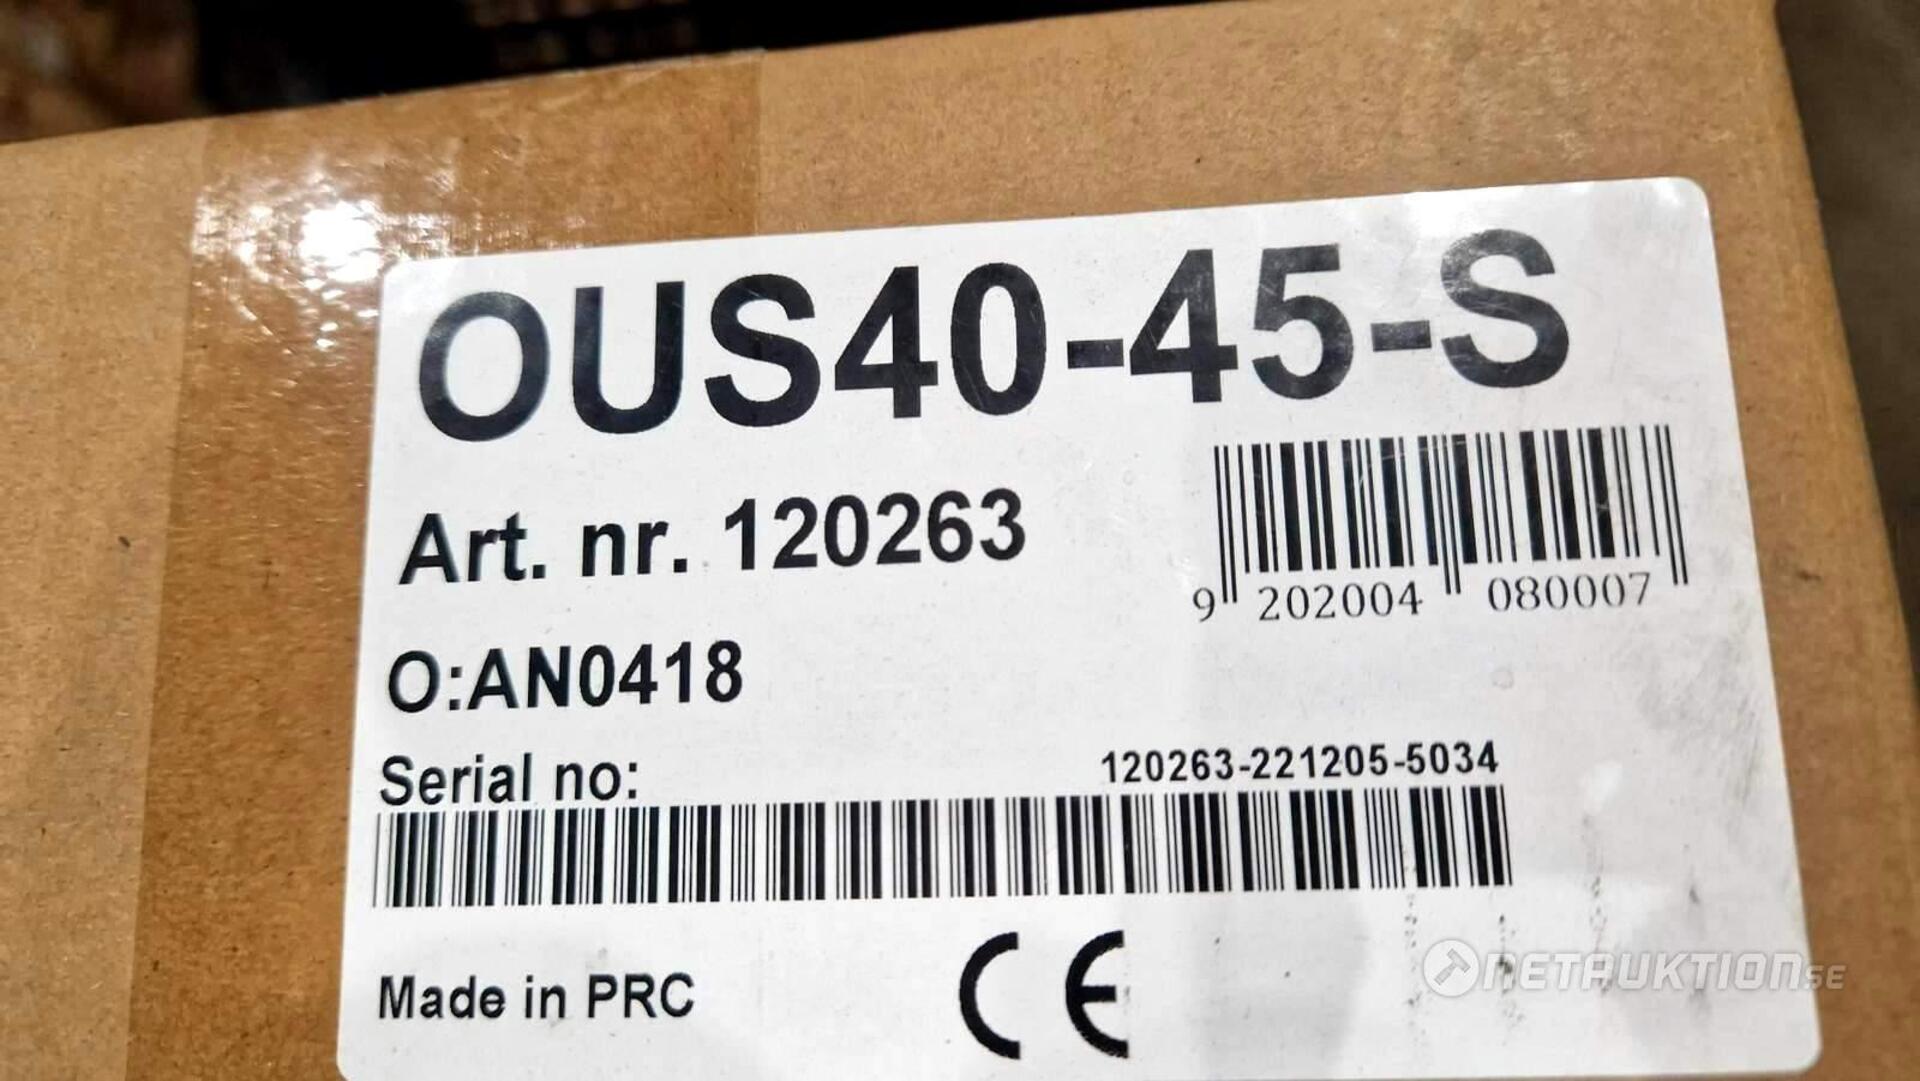 OUS40-45-S
Art. nr. 120263
9 202004 080007
O:AN0418
Serial no: 120263-221205-5034
Made in PRC CE
NETAUKTION.SE